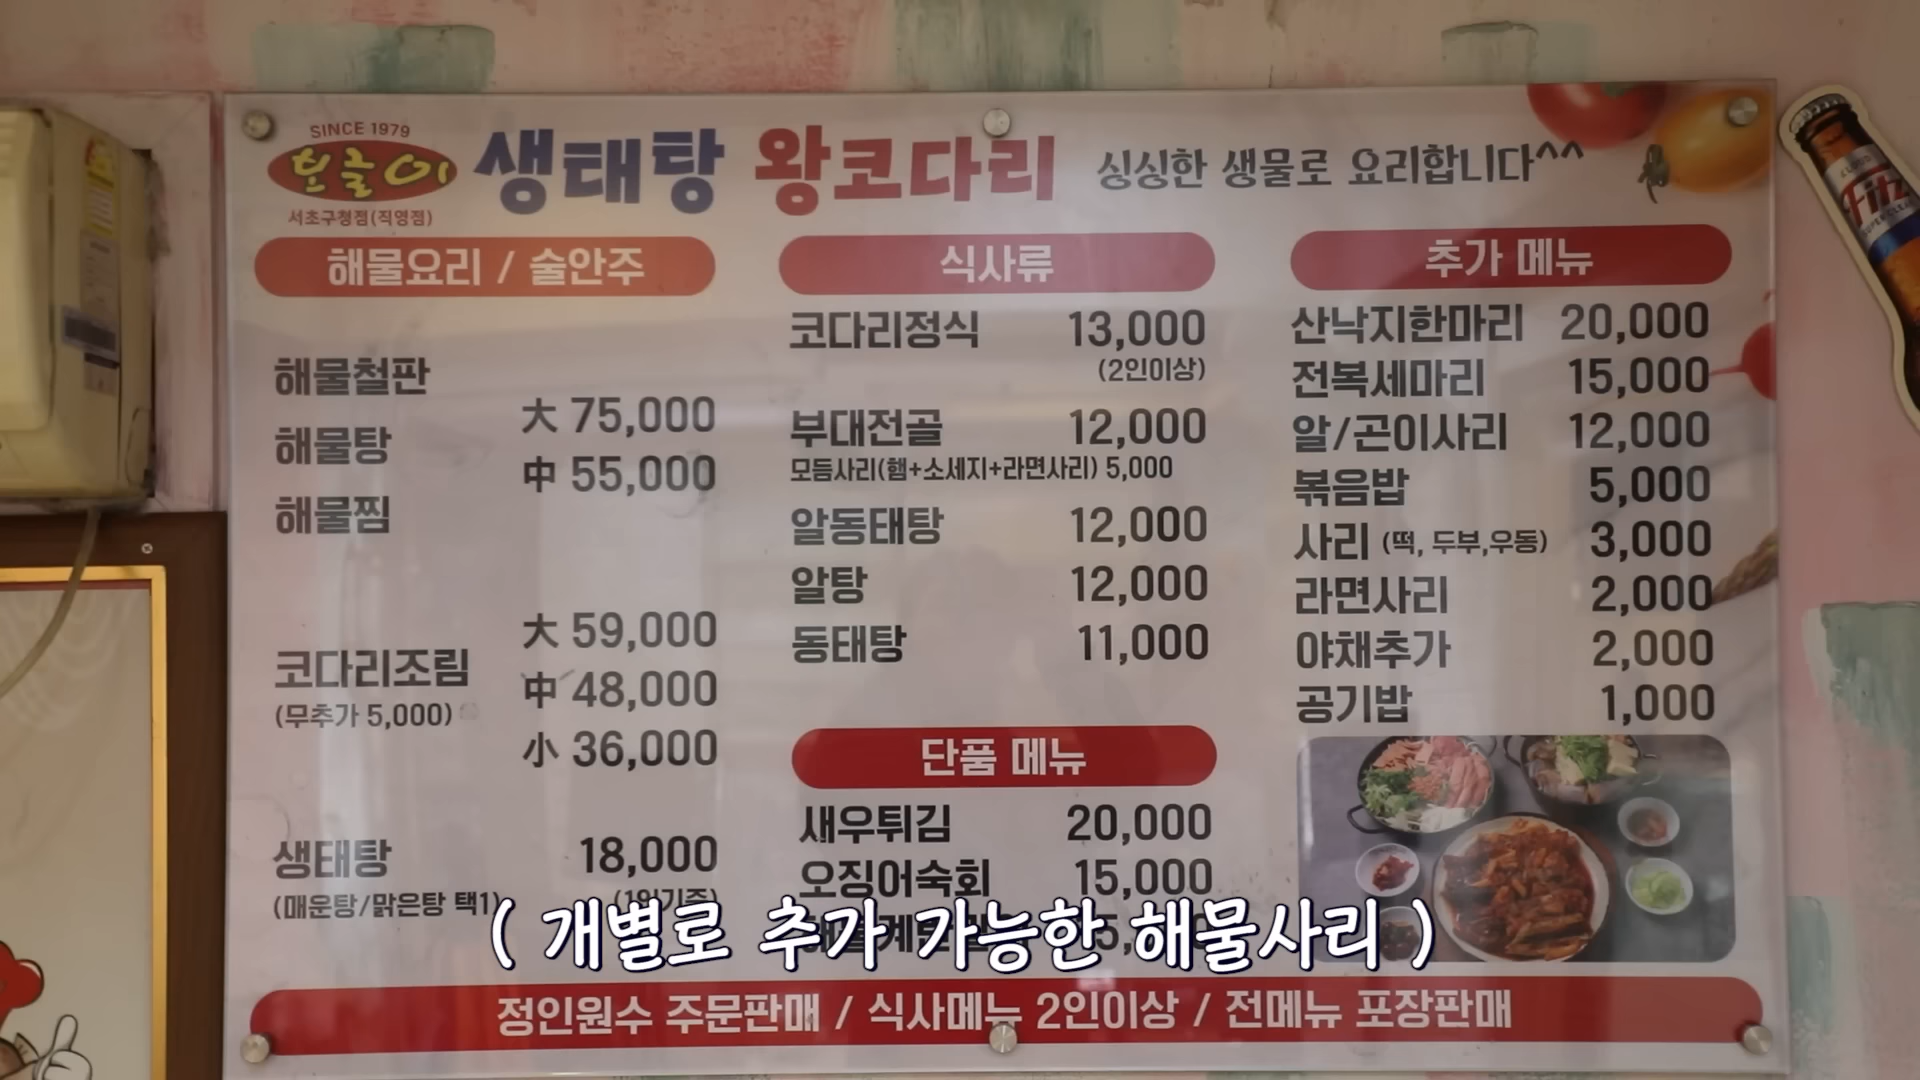 SINCE 1979
보글이
서초구청점(직영점)
생태탕 왕코다리 싱싱한 생물로 요리합니다^^
해물요리 / 술안주
해물철판
해물탕
해물찜
大 75,000
中 55,000
코다리조림
(무추가 5,000)
大 59,000
中 48,000
小 36,000
생태탕 18,000
(매운탕/맑은탕 택1) (1인기준)
식사류
코다리정식 13,000
(2인이상)
부대전골 12,000
모듬사리(햄+소세지+라면사리) 5,000
알동태탕 12,000
알탕 12,000
동태탕 11,000
단품 메뉴
새우튀김 20,000
오징어숙회 15,000
추가 메뉴
산낙지한마리 20,000
전복세마리 15,000
알/곤이사리 12,000
볶음밥 5,000
사리 (떡, 두부,우동) 3,000
라면사리 2,000
야채추가 2,000
공기밥 1,000
( 개별로 추가 가능한 해물사리 )
정인원수 주문판매 / 식사메뉴 2인이상 / 전메뉴 포장판매
Fitz